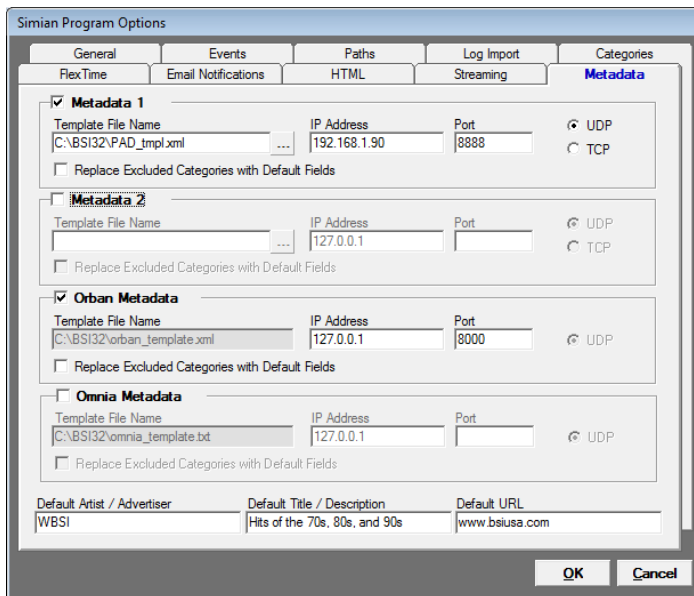 Simian Program Options
General Events Paths Log Import Categories
FlexTime Email Notifications HTML Streaming Metadata
Metadata 1
Template File Name IP Address Port
C:\BSI32\PAD_tmpl.xml ... 192.168.1.90 8888
UDP
TCP
Replace Excluded Categories with Default Fields
Metadata 2
Template File Name IP Address Port
... 127.0.0.1
UDP
TCP
Replace Excluded Categories with Default Fields
Orban Metadata
Template File Name IP Address Port
C:\BSI32\orban_template.xml 127.0.0.1 8000 UDP
Replace Excluded Categories with Default Fields
Omnia Metadata
Template File Name IP Address Port
C:\BSI32\omnia_template.txt 127.0.0.1 UDP
Replace Excluded Categories with Default Fields
Default Artist / Advertiser Default Title / Description Default URL
WBSI Hits of the 70s, 80s, and 90s www.bsiusa.com
OK Cancel